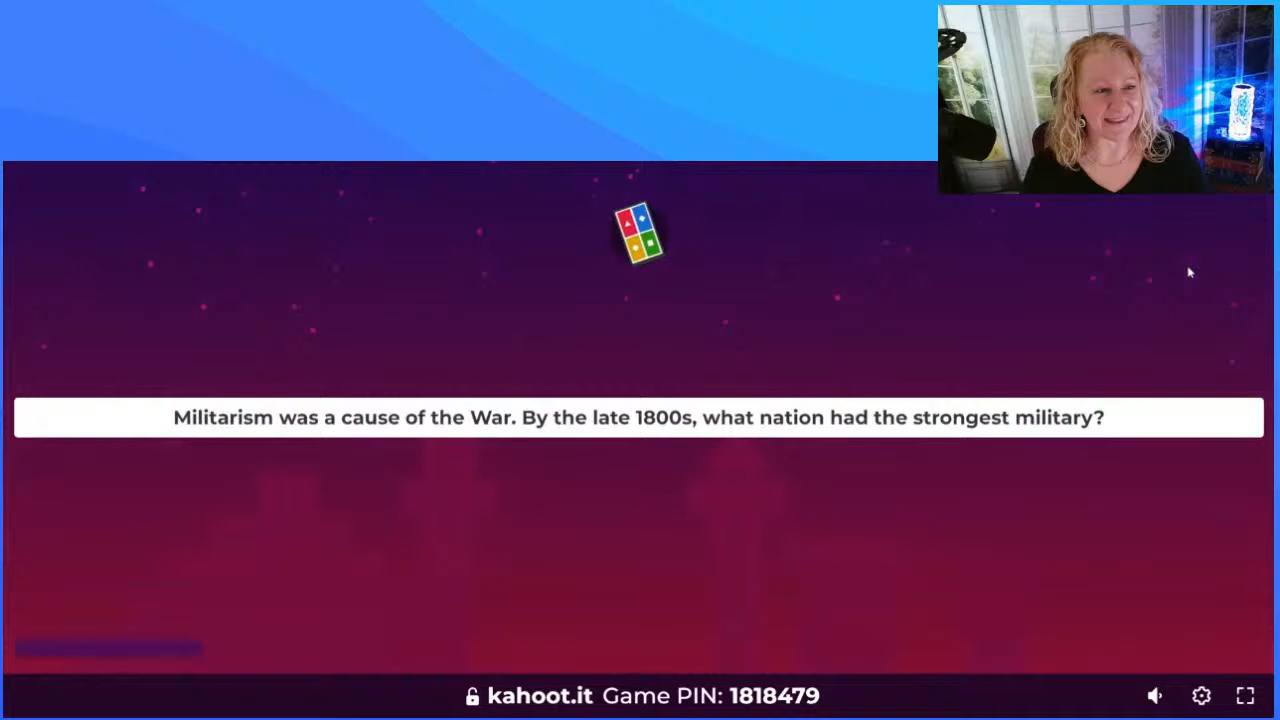 Militarism was a cause of the War. By the late 1800s, what nation had the strongest military?
kahoot.it Game PIN: 1818479